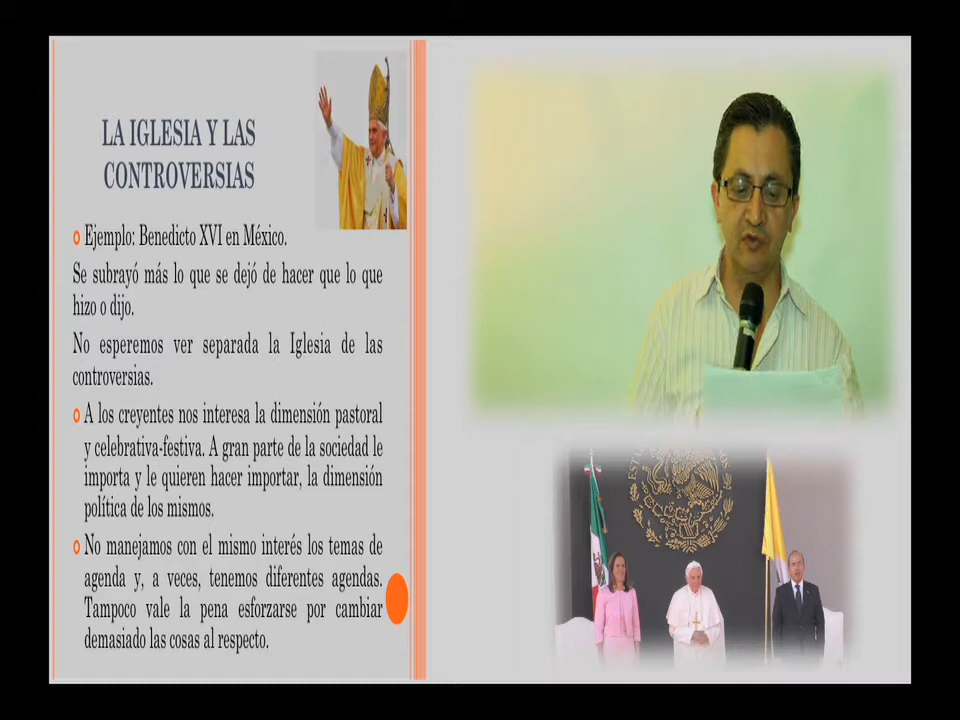 LA IGLESIA Y LAS
CONTROVERSIAS
Ejemplo: Benedicto XVI en México.
Se subrayó más lo que se dejó de hacer que lo que
hizo o dijo.
No esperemos ver separada la Iglesia de las
controversias.
A los creyentes nos interesa la dimensión pastoral
y celebrativa-festiva. A gran parte de la sociedad le
importa y le quieren hacer importar, la dimensión
política de los mismos.
No manejamos con el mismo interés los temas de
agenda y, a veces, tenemos diferentes agendas.
Tampoco vale la pena esforzarse por cambiar
demasiado las cosas al respecto.